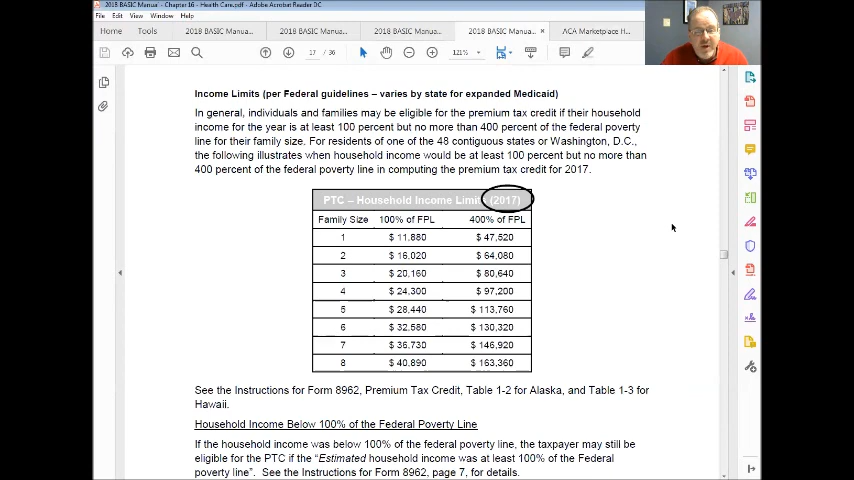 2018 BASIC Manual - Chapter 16 - Health Care.pdf - Adobe Acrobat Reader DC
File Edit View Window Help
Home Tools 2018 BASIC Manua... 2018 BASIC Manual... 2018 BASIC Manua... 2018 BASIC Manua... × ACA Marketplace H...
17 / 36 121%
Income Limits (per Federal guidelines – varies by state for expanded Medicaid)
In general, individuals and families may be eligible for the premium tax credit if their household
income for the year is at least 100 percent but no more than 400 percent of the federal poverty
line for their family size. For residents of one of the 48 contiguous states or Washington, D.C.,
the following illustrates when household income would be at least 100 percent but no more than
400 percent of the federal poverty line in computing the premium tax credit for 2017.
PTC – Household Income Limits (2017)
Family Size 100% of FPL 400% of FPL
1 $ 11,880 $ 47,520
2 $ 16,020 $ 64,080
3 $ 20,160 $ 80,640
4 $ 24,300 $ 97,200
5 $ 28,440 $ 113,760
6 $ 32,580 $ 130,320
7 $ 36,730 $ 146,920
8 $ 40,890 $ 163,360
See the Instructions for Form 8962, Premium Tax Credit, Table 1-2 for Alaska, and Table 1-3 for
Hawaii.
Household Income Below 100% of the Federal Poverty Line
If the household income was below 100% of the federal poverty line, the taxpayer may still be
eligible for the PTC if the “Estimated household income was at least 100% of the Federal
poverty line”. See the Instructions for Form 8962, page 7, for details.